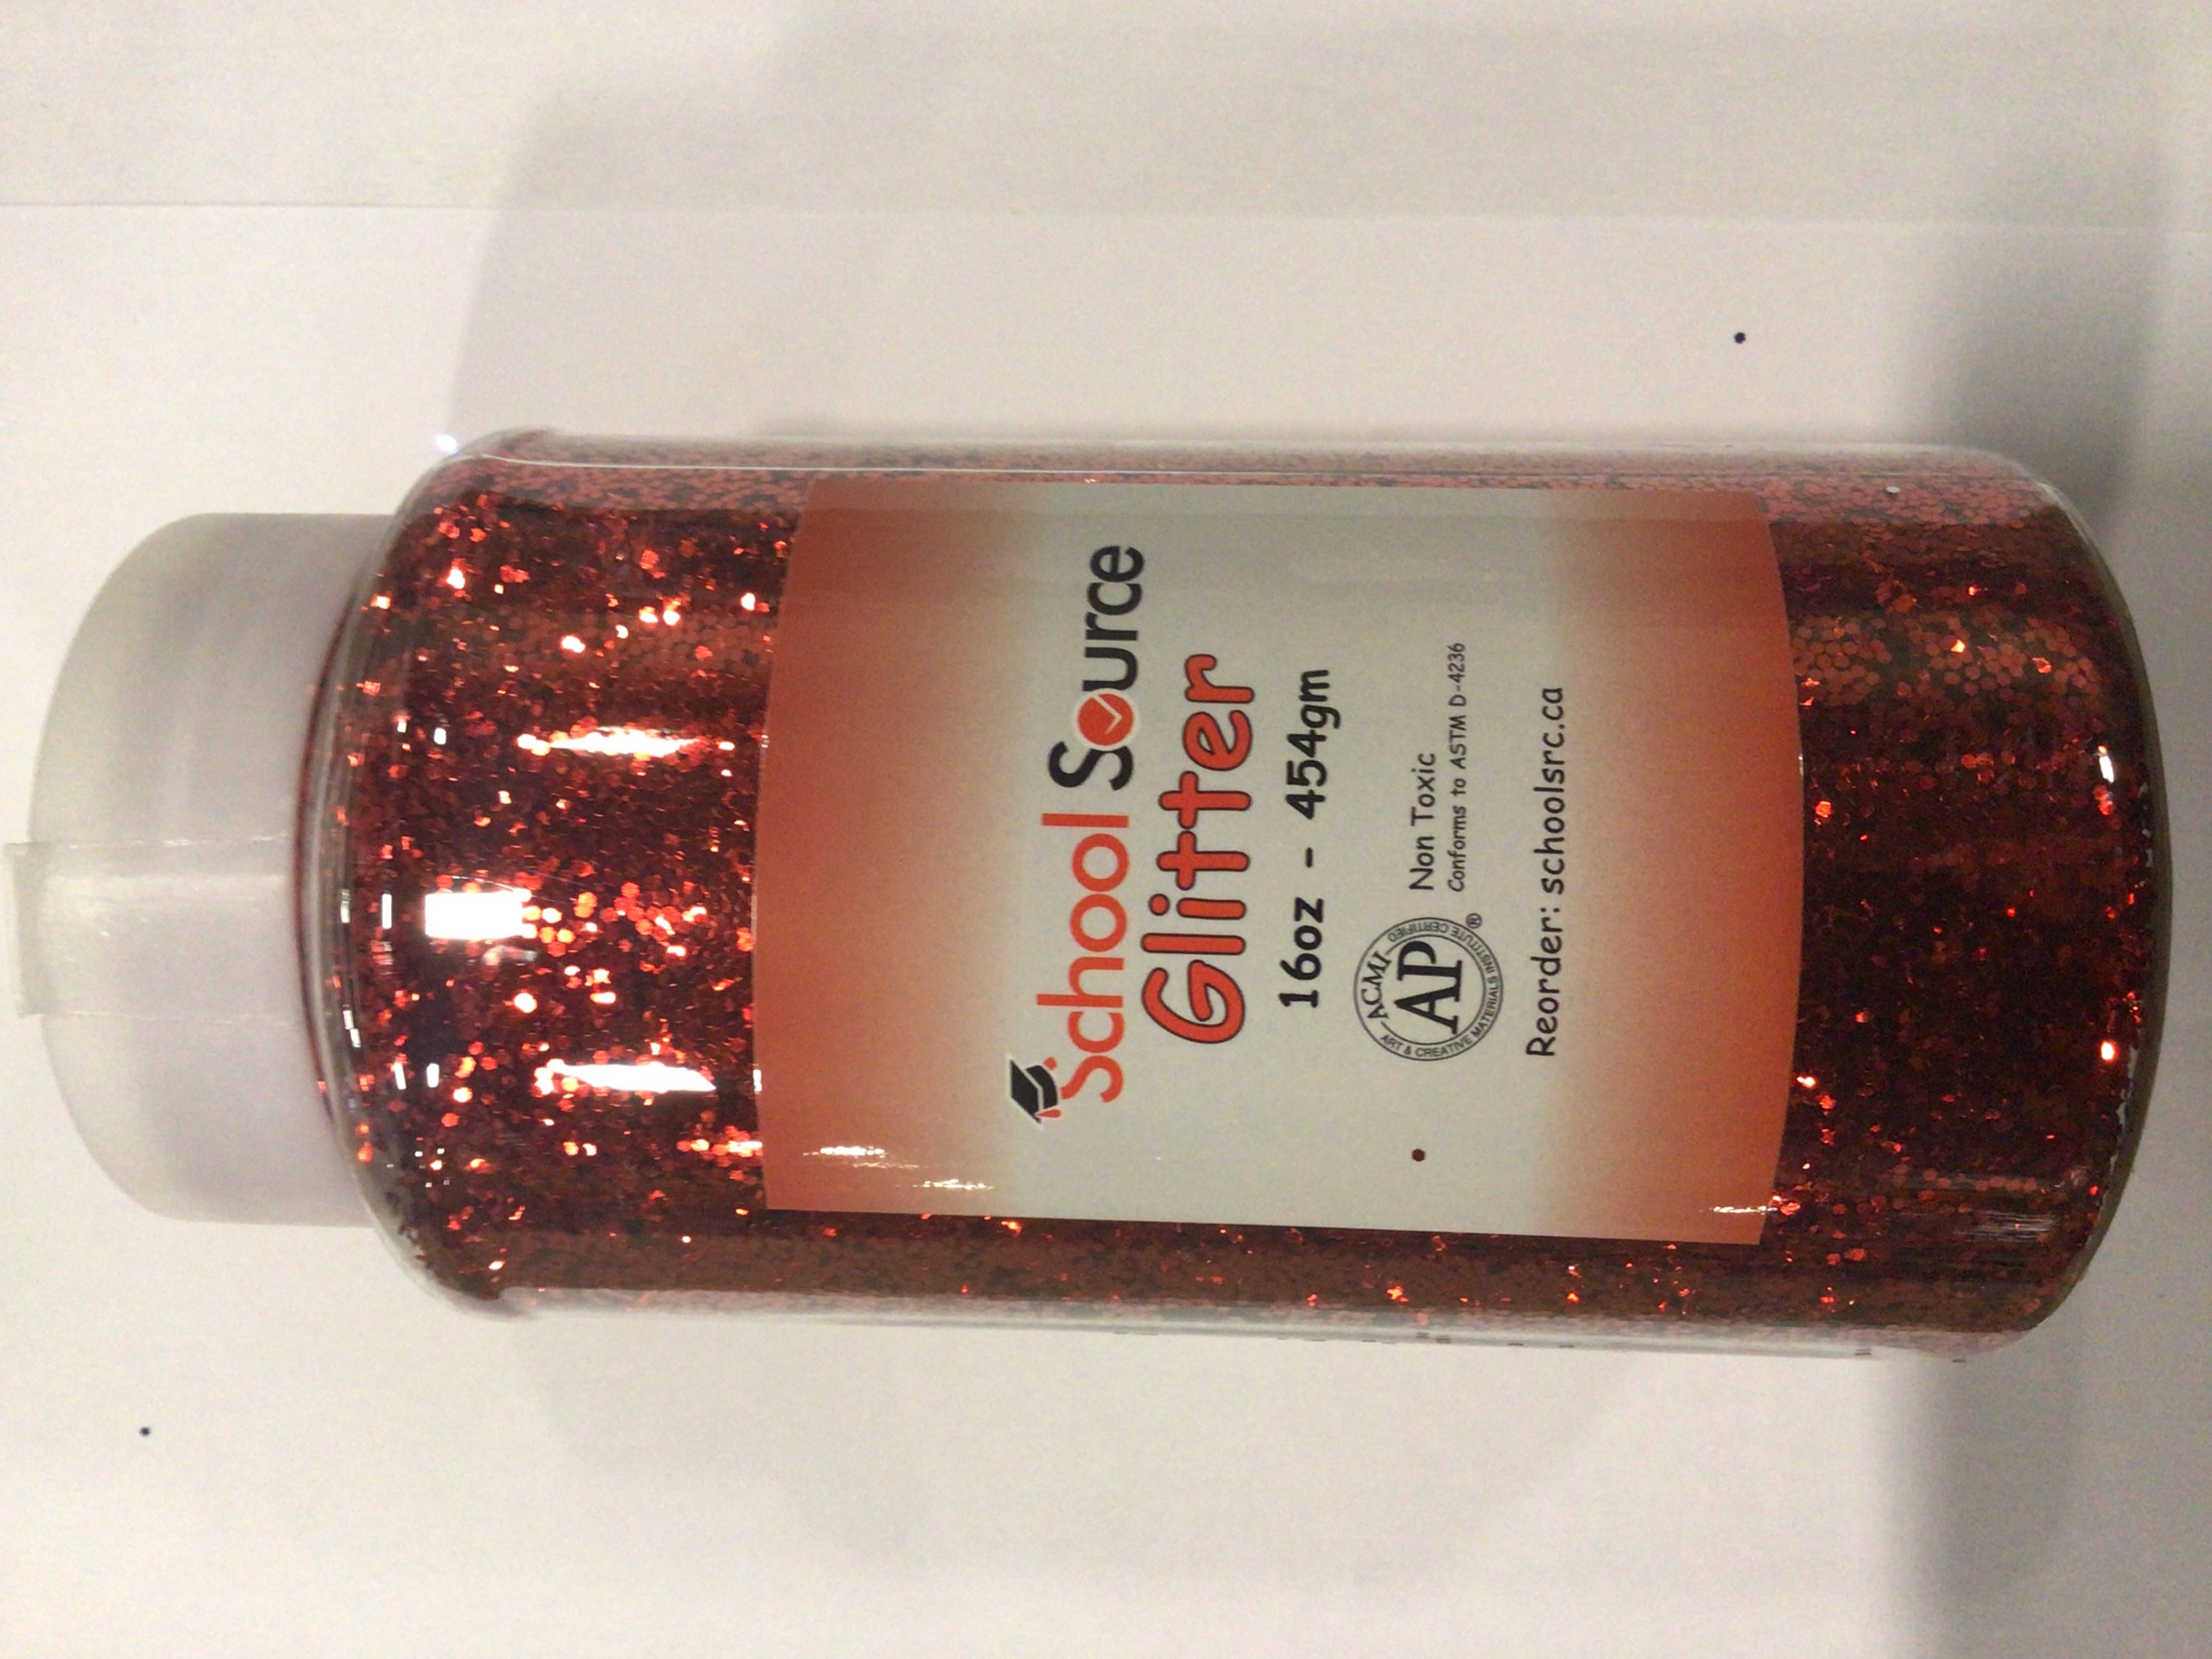 School Source
Glitter
16oz - 454gm
ACMI
AP
ART & CREATIVE MATERIALS INSTITUTE CERTIFIED
®
Non Toxic
Conforms to ASTM D-4236
Reorder: schoolsrc.ca